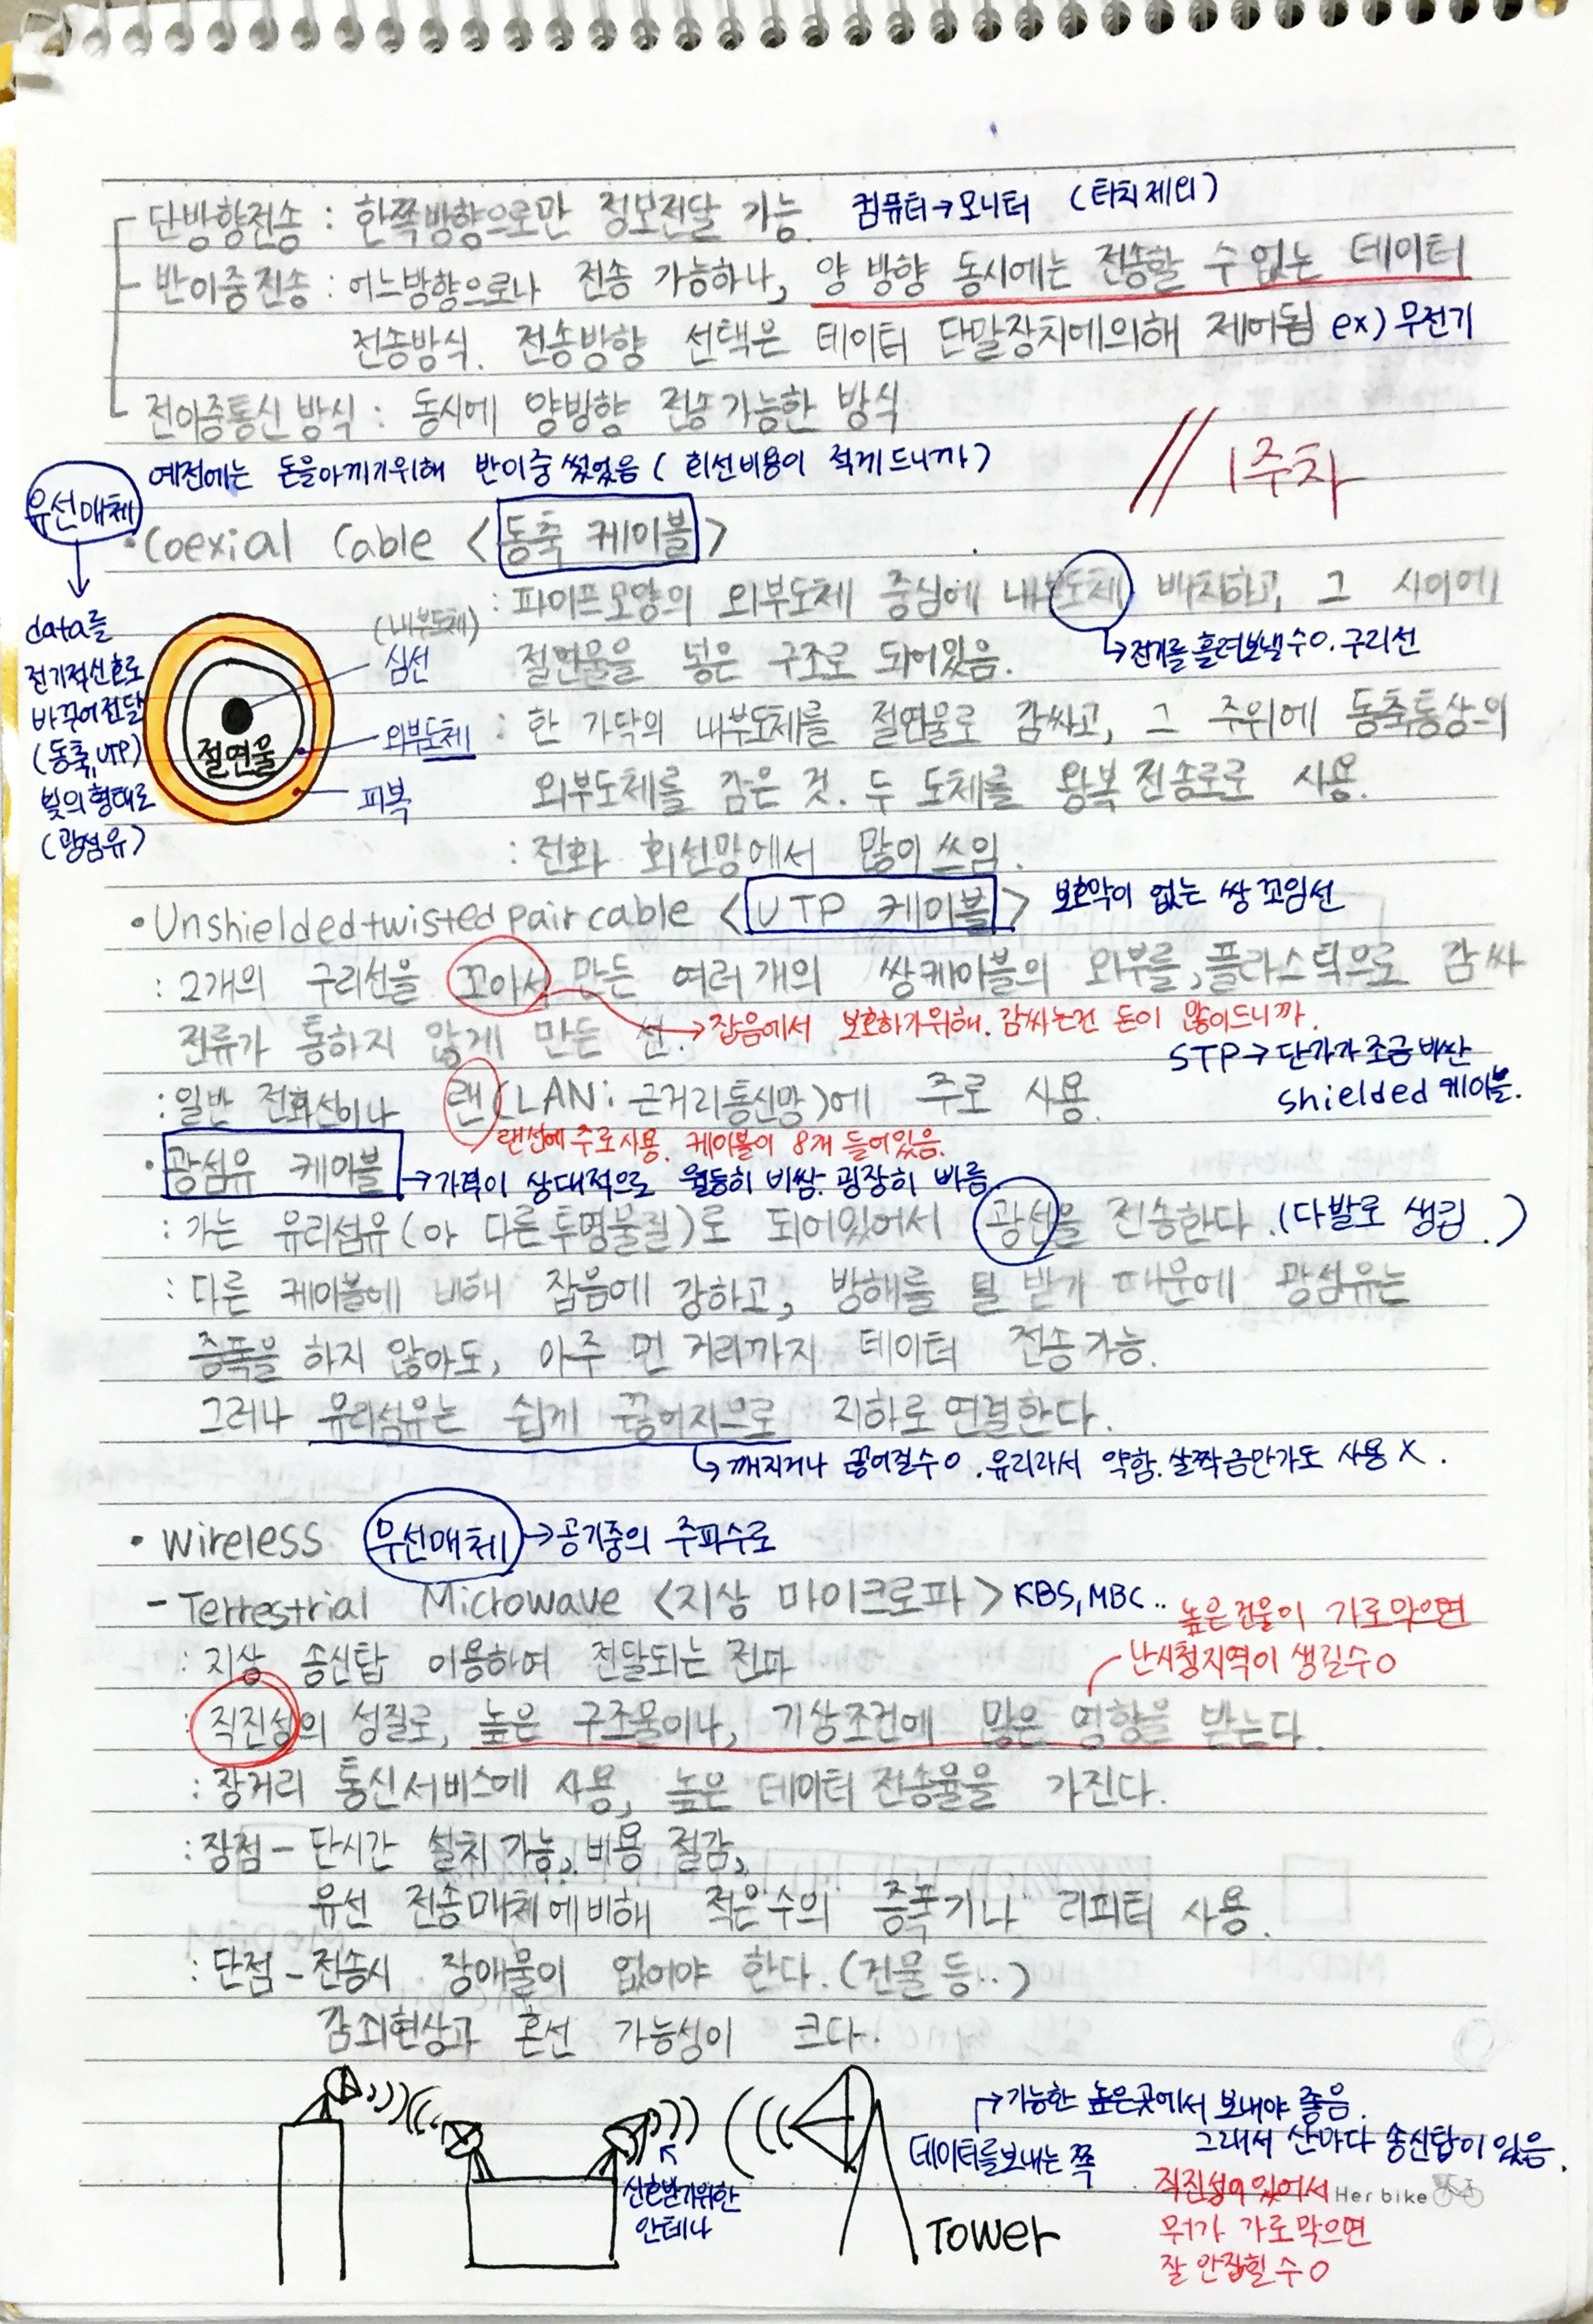 단방향전송 : 한쪽방향으로만 정보전달 가능. 컴퓨터→모니터 (터치제외)
반이중전송 : 어느방향으로나 전송 가능하나, 양 방향 동시에는 전송할 수 없는 데이터
전송방식. 전송방향 선택은 데이터 단말장치에의해 제어됨 ex) 무전기
전이중통신 방식 : 동시에 양방향 전송가능한 방식
예전에는 돈을아끼기위해 반이중썼었음 (회선비용이 적게드니까)
// 1주차
유선매체
↓
data를
전기적신호로
바꾸어전달
(동축,UTP)
빛의형태로
(광섬유)
• Coexial Cable <동축 케이블>
: 파이프모양의 외부도체 중심에 내부도체 배치하고, 그 사이에
↳전기를흘려보낼수O. 구리선
절연물을 넣은 구조로 되어있음.
(내부도체)
심선
절연물
외부도체
피복
: 한 가닥의 내부도체를 절연물로 감싸고, 그 주위에 동축통상의
외부도체를 감은 것. 두 도체를 왕복 전송로로 사용.
: 전화 회선망에서 많이 쓰임.
• Unshielded twisted pair cable <UTP 케이블> 보호막이 없는 쌍 꼬임선
: 2개의 구리선을 꼬아서 만든 여러개의 쌍케이블의 외부를, 플라스틱으로 감싸
→잡음에서 보호하기위해. 감싸는건 돈이 많이드니까.
전류가 통하지 않게 만든 선.
STP→단가가 조금비싼
shielded 케이블.
: 일반 전화선이나 랜(LAN: 근거리통신망)에 주로 사용.
랜선에 주로사용. 케이블이 8개 들어있음.
• 광섬유 케이블 →가격이 상대적으로 월등히 비쌈. 굉장히 빠름
: 가는 유리섬유(아 다른투명물질)로 되어있어서 광선을 전송한다. (다발로 생김.)
: 다른 케이블에 비해 잡음에 강하고, 방해를 덜 받기 때문에 광섬유는
증폭을 하지 않아도, 아주 먼 거리까지 데이터 전송가능.
그러나 유리섬유는 쉽게 끊어지므로 지하로연결한다.
↳깨지거나 끊어질수O. 유리라서 약함. 살짝금만가도 사용X.
• Wireless 무선매체→공기중의 주파수로
- Terrestrial Microwave <지상 마이크로파> KBS, MBC..
높은건물이 가로막으면
난시청지역이 생길수O
: 지상 송신탑 이용하여 전달되는 전파
: 직진성의 성질로, 높은 구조물이나, 기상조건에 많은 영향을 받는다.
: 장거리 통신서비스에 사용, 높은 데이터전송율을 가진다.
: 장점 - 단시간 설치 가능, 비용 절감,
유선 전송매체에비해 적은수의 증폭기나 리피터 사용.
: 단점 - 전송시 장애물이 없어야 한다. (건물 등..)
감쇠현상과 혼선 가능성이 크다.
→가능한 높은곳에서 보내야 좋음.
그래서 산마다 송신탑이 있음.
데이터를보내는 쪽
신호받기위한
안테나
Tower
직진성이 있어서
뭐가 가로막으면
잘 안잡힐수O
Her bike